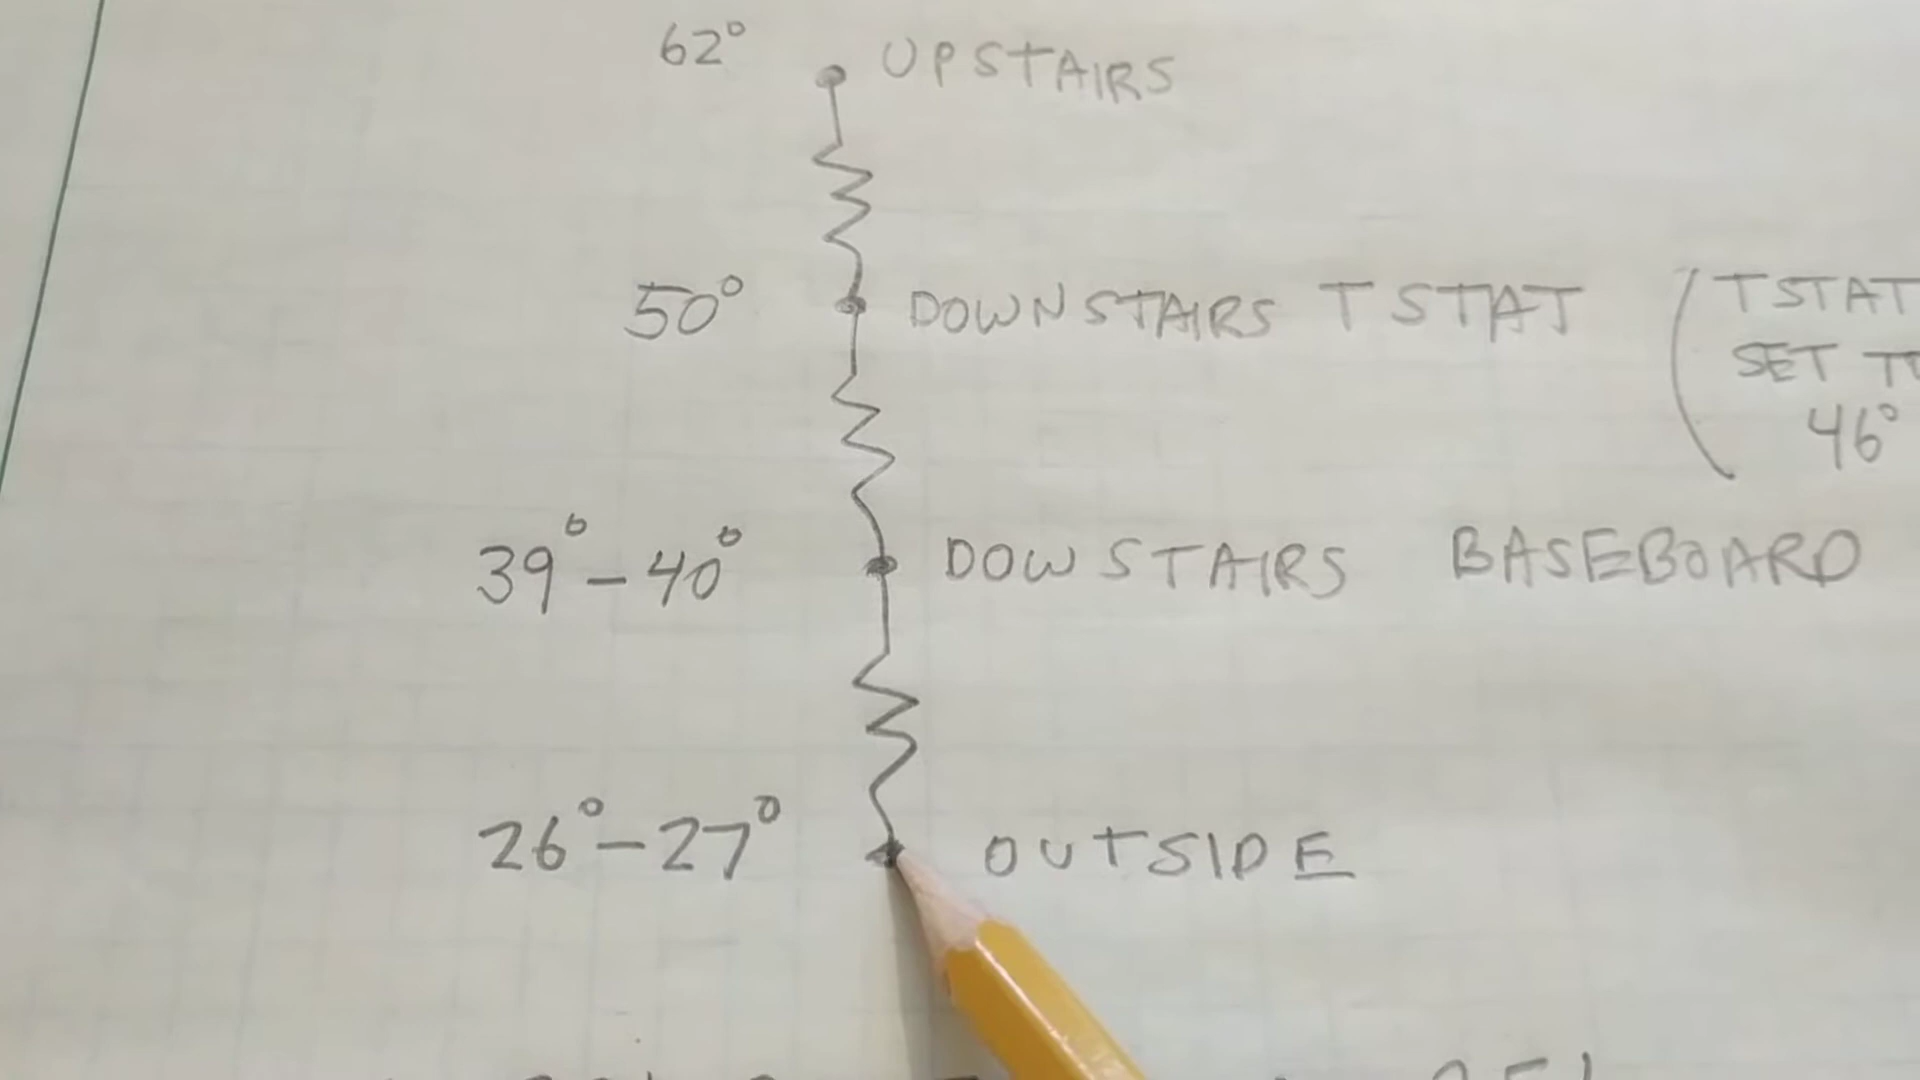 62° UPSTAIRS
50° DOWNSTAIRS TSTAT (TSTAT
SET
46°
39° - 40° DOWSTAIRS BASEBOARD
26° - 27° OUTSIDE